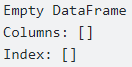 Empty DataFrame
Columns: []
Index: []